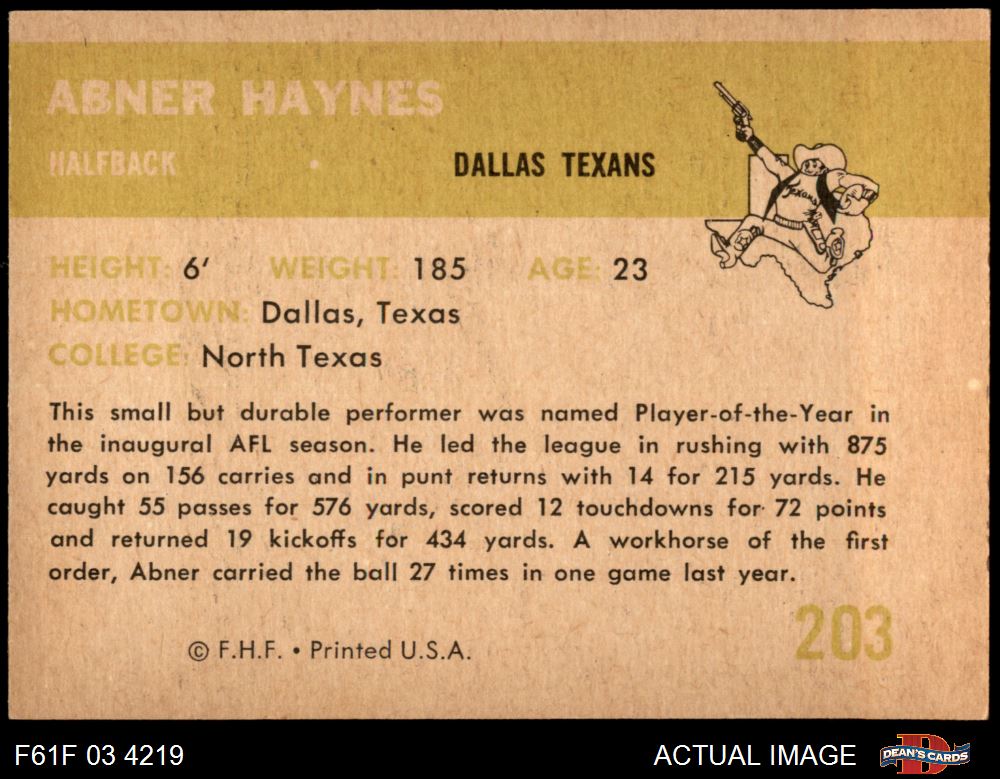 ABNER HAYNES
HALFBACK
DALLAS TEXANS
Texans
HEIGHT: 6' WEIGHT: 185 AGE: 23
HOMETOWN: Dallas, Texas
COLLEGE: North Texas
This small but durable performer was named Player-of-the-Year in
the inaugural AFL season. He led the league in rushing with 875
yards on 156 carries and in punt returns with 14 for 215 yards. He
caught 55 passes for 576 yards, scored 12 touchdowns for 72 points
and returned 19 kickoffs for 434 yards. A workhorse of the first
order, Abner carried the ball 27 times in one game last year.
203
© F.H.F. • Printed U.S.A.
F61F 03 4219
ACTUAL IMAGE
DEAN'S CARDS